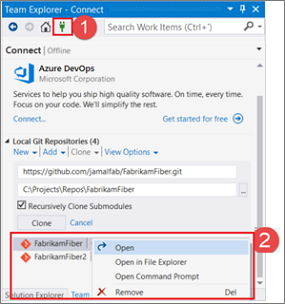 Team Explorer - Connect
1
Search Work Items (Ctrl+')
Connect | Offline
Azure DevOps
Microsoft Corporation
Services to help you ship high quality software. On time, every time.
Focus on your code. We'll simplify the rest.
Connect... Get started for free
Local Git Repositories (4)
New Add Clone View Options
https://github.com/jamalfab/FabrikamFiber.git
C:\Projects\Repos\FabrikamFiber ...
Recursively Clone Submodules
Clone Cancel
2
FabrikamFiber Open
FabrikamFiber2 Open in File Explorer
Open Command Prompt
Remove Del
Solution Explorer Team